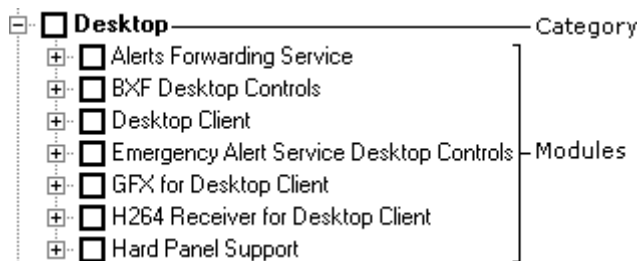 Desktop Category
Alerts Forwarding Service
BXF Desktop Controls
Desktop Client
Emergency Alert Service Desktop Controls Modules
GFX for Desktop Client
H264 Receiver for Desktop Client
Hard Panel Support